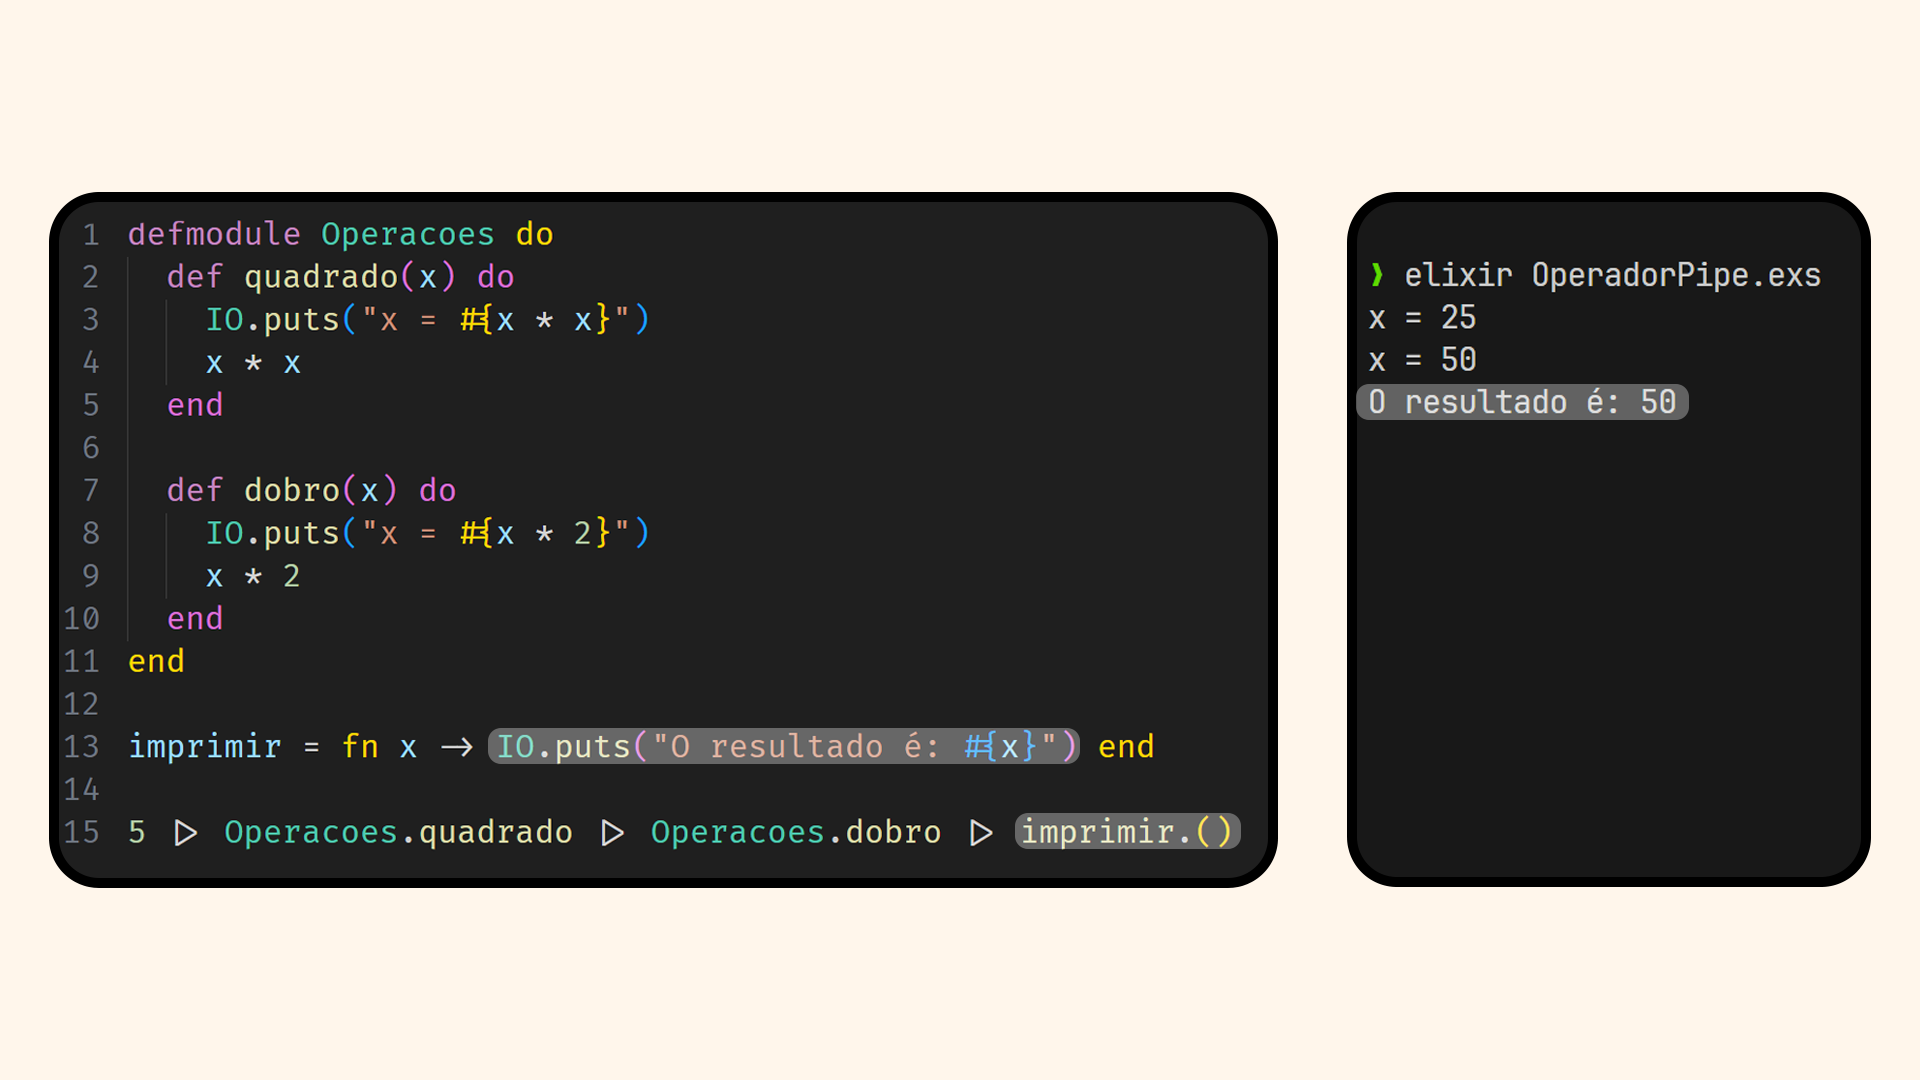 1 defmodule Operacoes do
2   def quadrado(x) do
3     IO.puts("x = #{x * x}")
4     x * x
5   end
6
7   def dobro(x) do
8     IO.puts("x = #{x * 2}")
9     x * 2
10   end
11 end
12
13 imprimir = fn x -> IO.puts("O resultado é: #{x}") end
14
15 5 |> Operacoes.quadrado |> Operacoes.dobro |> imprimir.()
❱ elixir OperadorPipe.exs
x = 25
x = 50
O resultado é: 50